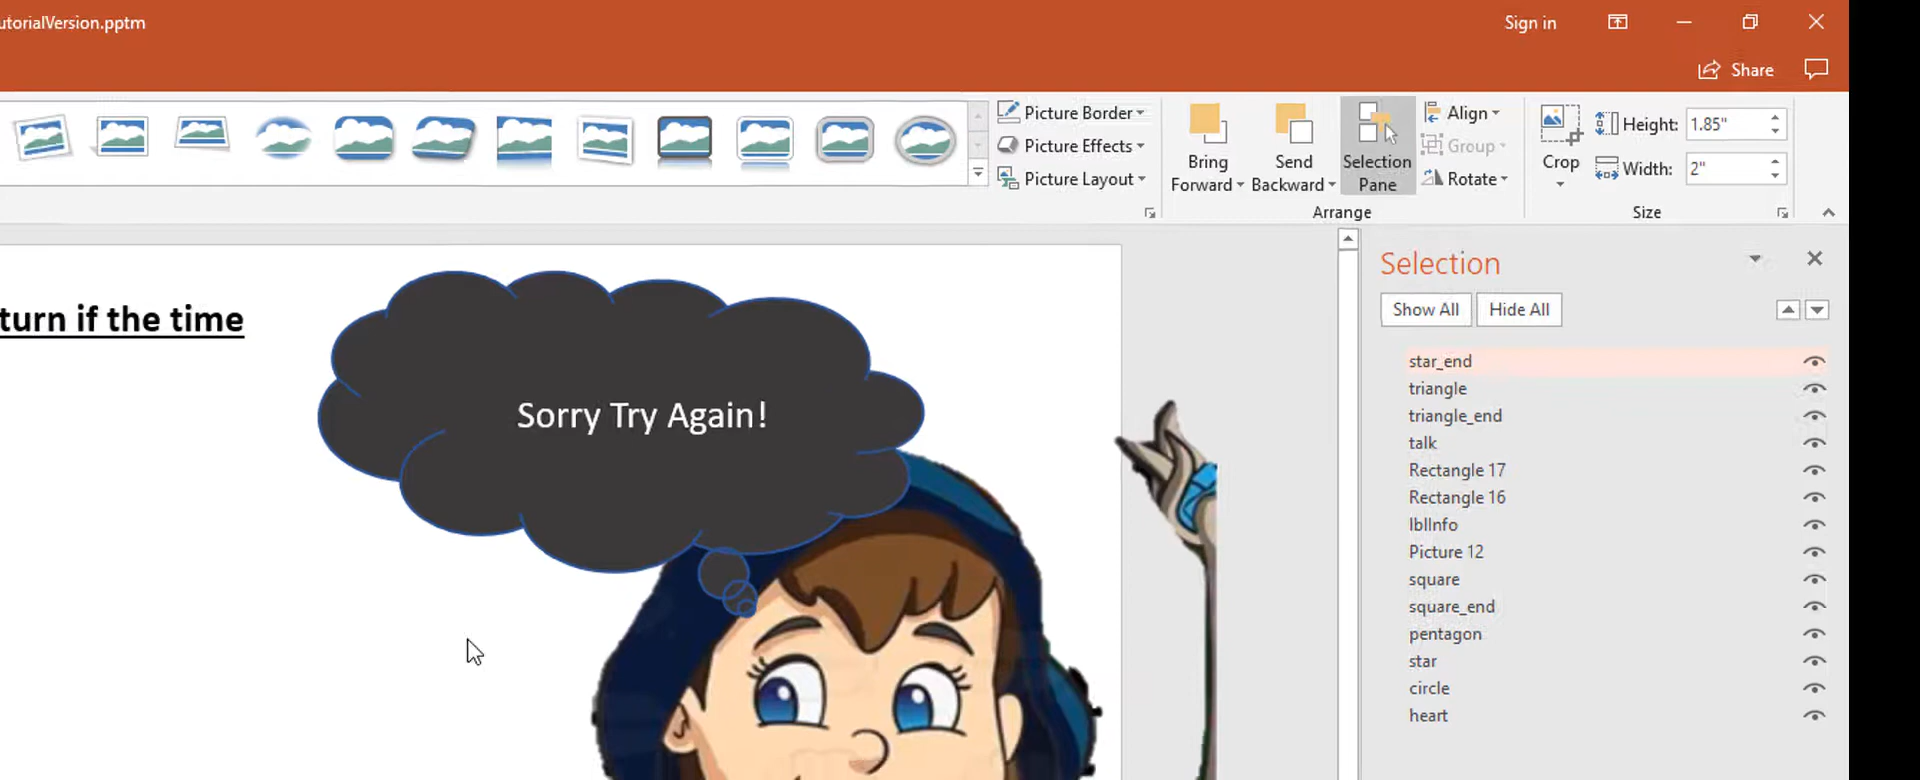 utorialVersion.pptm
Sign in
Share
Picture Border
Picture Effects
Picture Layout
Bring
Forward
Send
Backward
Selection
Pane
Align
Group
Rotate
Arrange
Crop
Height: 1.85"
Width: 2"
Size
turn if the time
Sorry Try Again!
Selection
Show All
Hide All
star_end
triangle
triangle_end
talk
Rectangle 17
Rectangle 16
lblInfo
Picture 12
square
square_end
pentagon
star
circle
heart